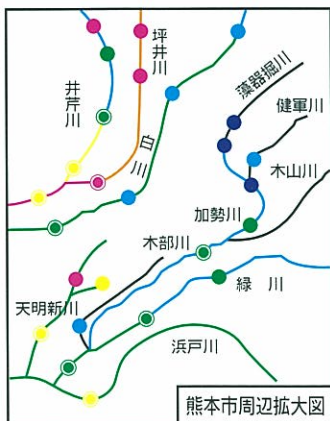 坪井川
井芹川
白川
藻器堀川
健軍川
木山川
加勢川
木部川
緑川
天明新川
浜戸川
熊本市周辺拡大図